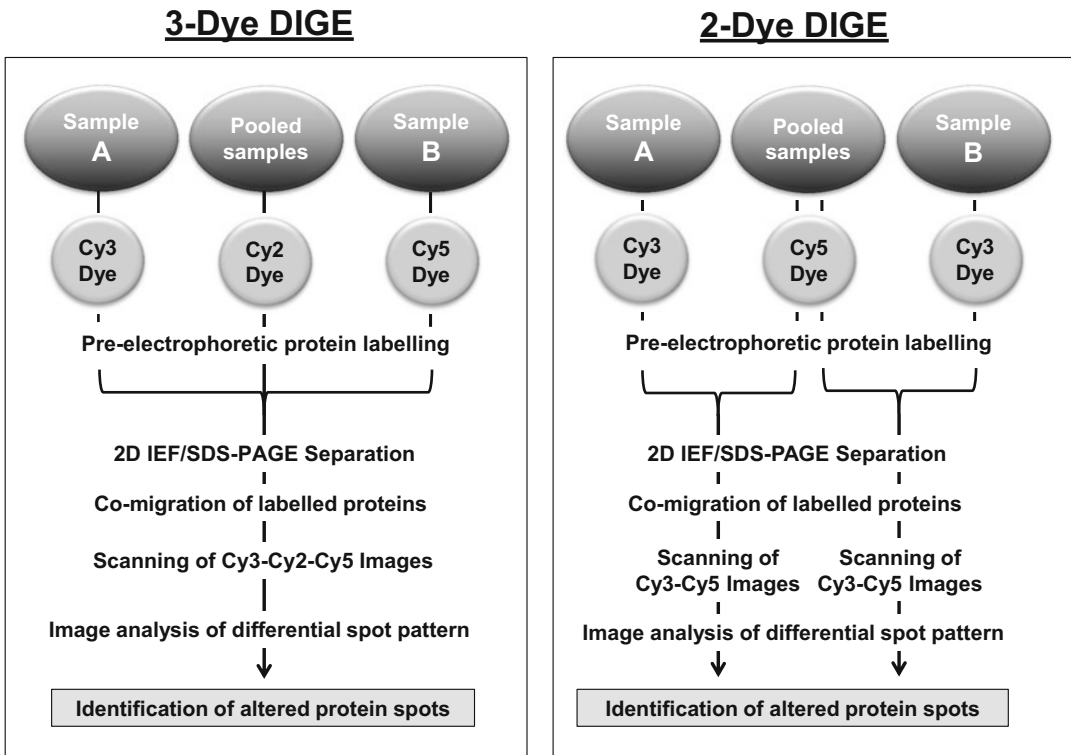 3-Dye DIGE
Sample
A
Pooled
samples
Sample
B
Cy3
Dye
Cy2
Dye
Cy5
Dye
Pre-electrophoretic protein labelling
2D IEF/SDS-PAGE Separation
Co-migration of labelled proteins
Scanning of Cy3-Cy2-Cy5 Images
Image analysis of differential spot pattern
Identification of altered protein spots
2-Dye DIGE
Sample
A
Pooled
samples
Sample
B
Cy3
Dye
Cy5
Dye
Cy3
Dye
Pre-electrophoretic protein labelling
2D IEF/SDS-PAGE Separation
Co-migration of labelled proteins
Scanning of
Cy3-Cy5 Images
Scanning of
Cy3-Cy5 Images
Image analysis of differential spot pattern
Identification of altered protein spots